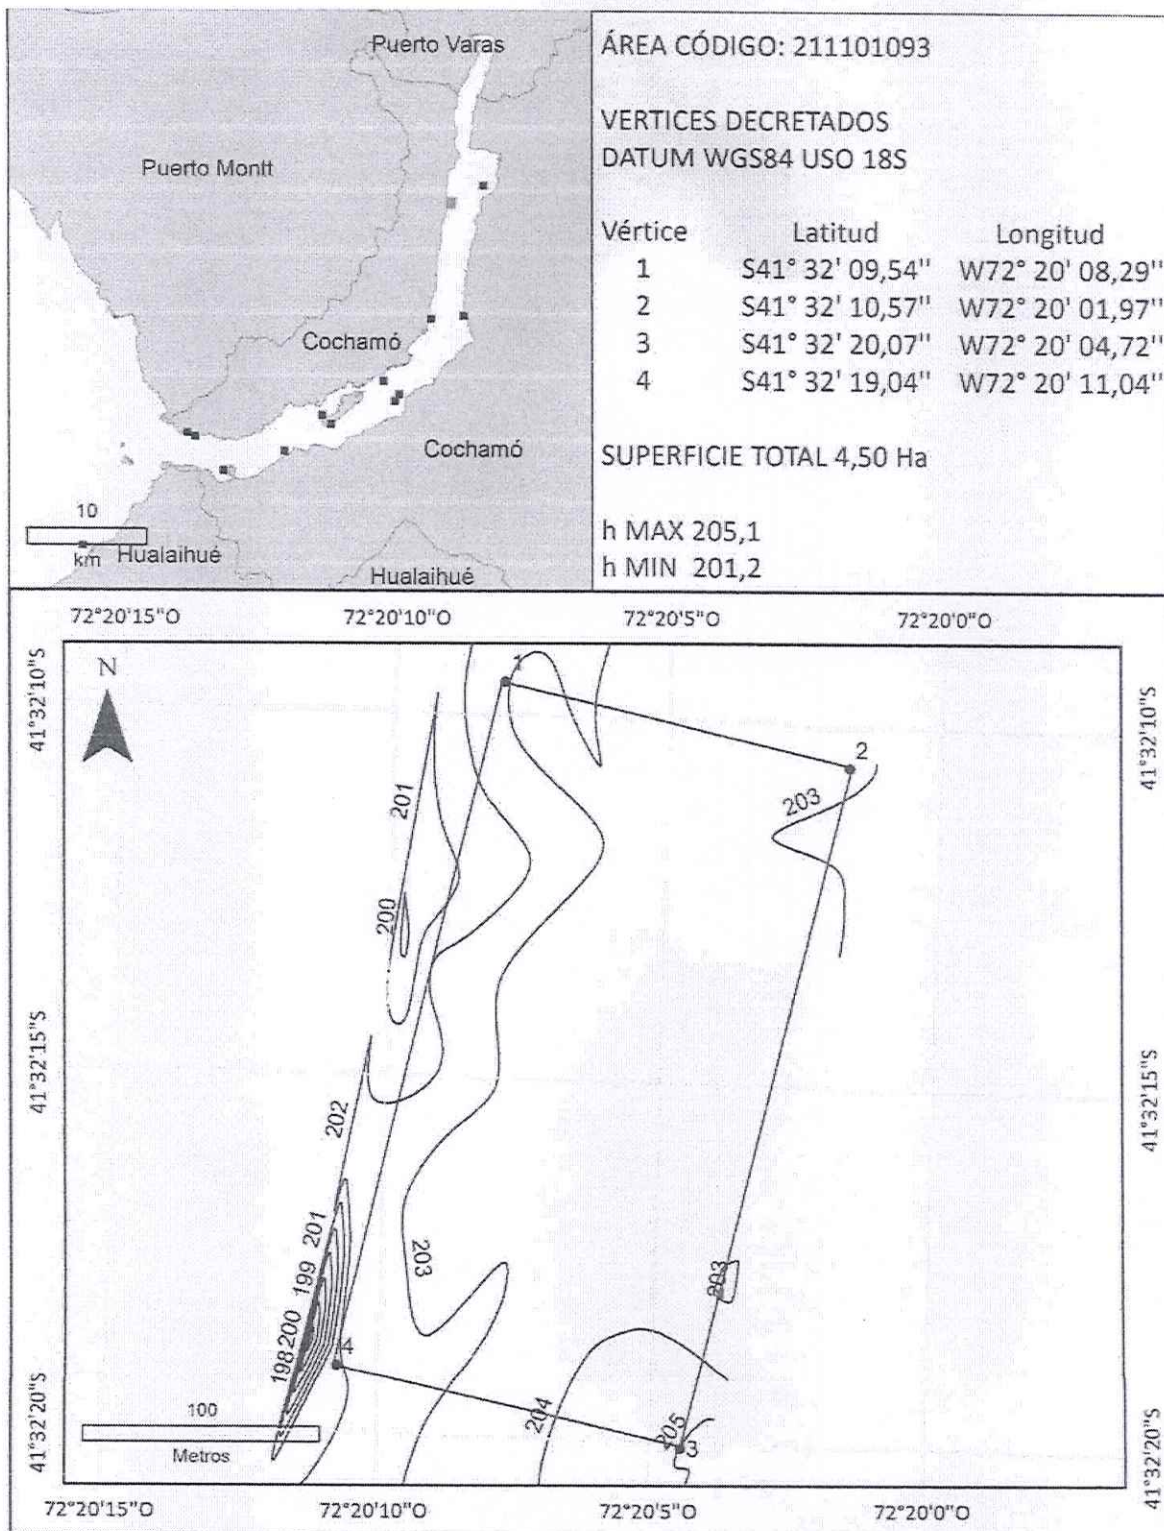 Puerto Varas
Puerto Montt
Cochamó
Cochamó
10
km
Hualaihué
Hualaihué
ÁREA CÓDIGO: 211101093
VERTICES DECRETADOS
DATUM WGS84 USO 18S
Vértice Latitud Longitud
1 S41° 32' 09,54'' W72° 20' 08,29''
2 S41° 32' 10,57'' W72° 20' 01,97''
3 S41° 32' 20,07'' W72° 20' 04,72''
4 S41° 32' 19,04'' W72° 20' 11,04''
SUPERFICIE TOTAL 4,50 Ha
h MAX 205,1
h MIN 201,2
72°20'15"O 72°20'10"O 72°20'5"O 72°20'0"O
41°32'10"S
41°32'10"S
N
1
2
201
203
200
41°32'15"S
41°32'15"S
202
201
203
199
203
200
198
4
204
205
3
41°32'20"S
41°32'20"S
100
Metros
72°20'15"O 72°20'10"O 72°20'5"O 72°20'0"O